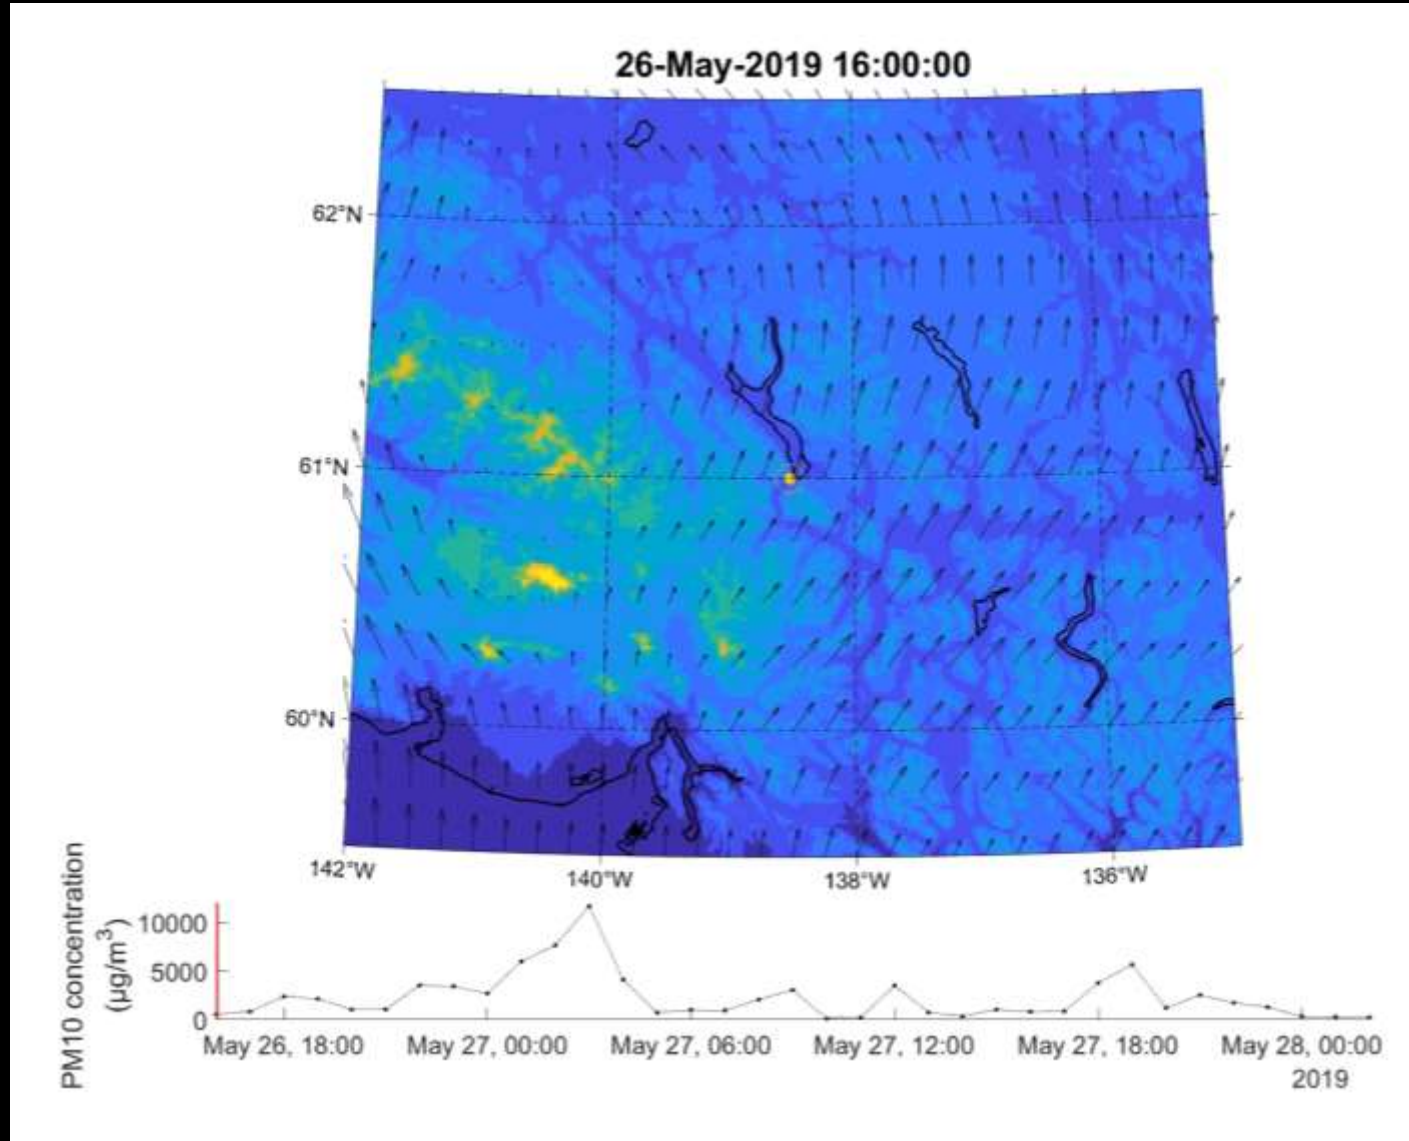 26-May-2019 16:00:00
62°N
61°N
60°N
142°W
140°W
138°W
136°W
PM10 concentration
(µg/m³)
10000
5000
0
May 26, 18:00
May 27, 00:00
May 27, 06:00
May 27, 12:00
May 27, 18:00
May 28, 00:00
2019